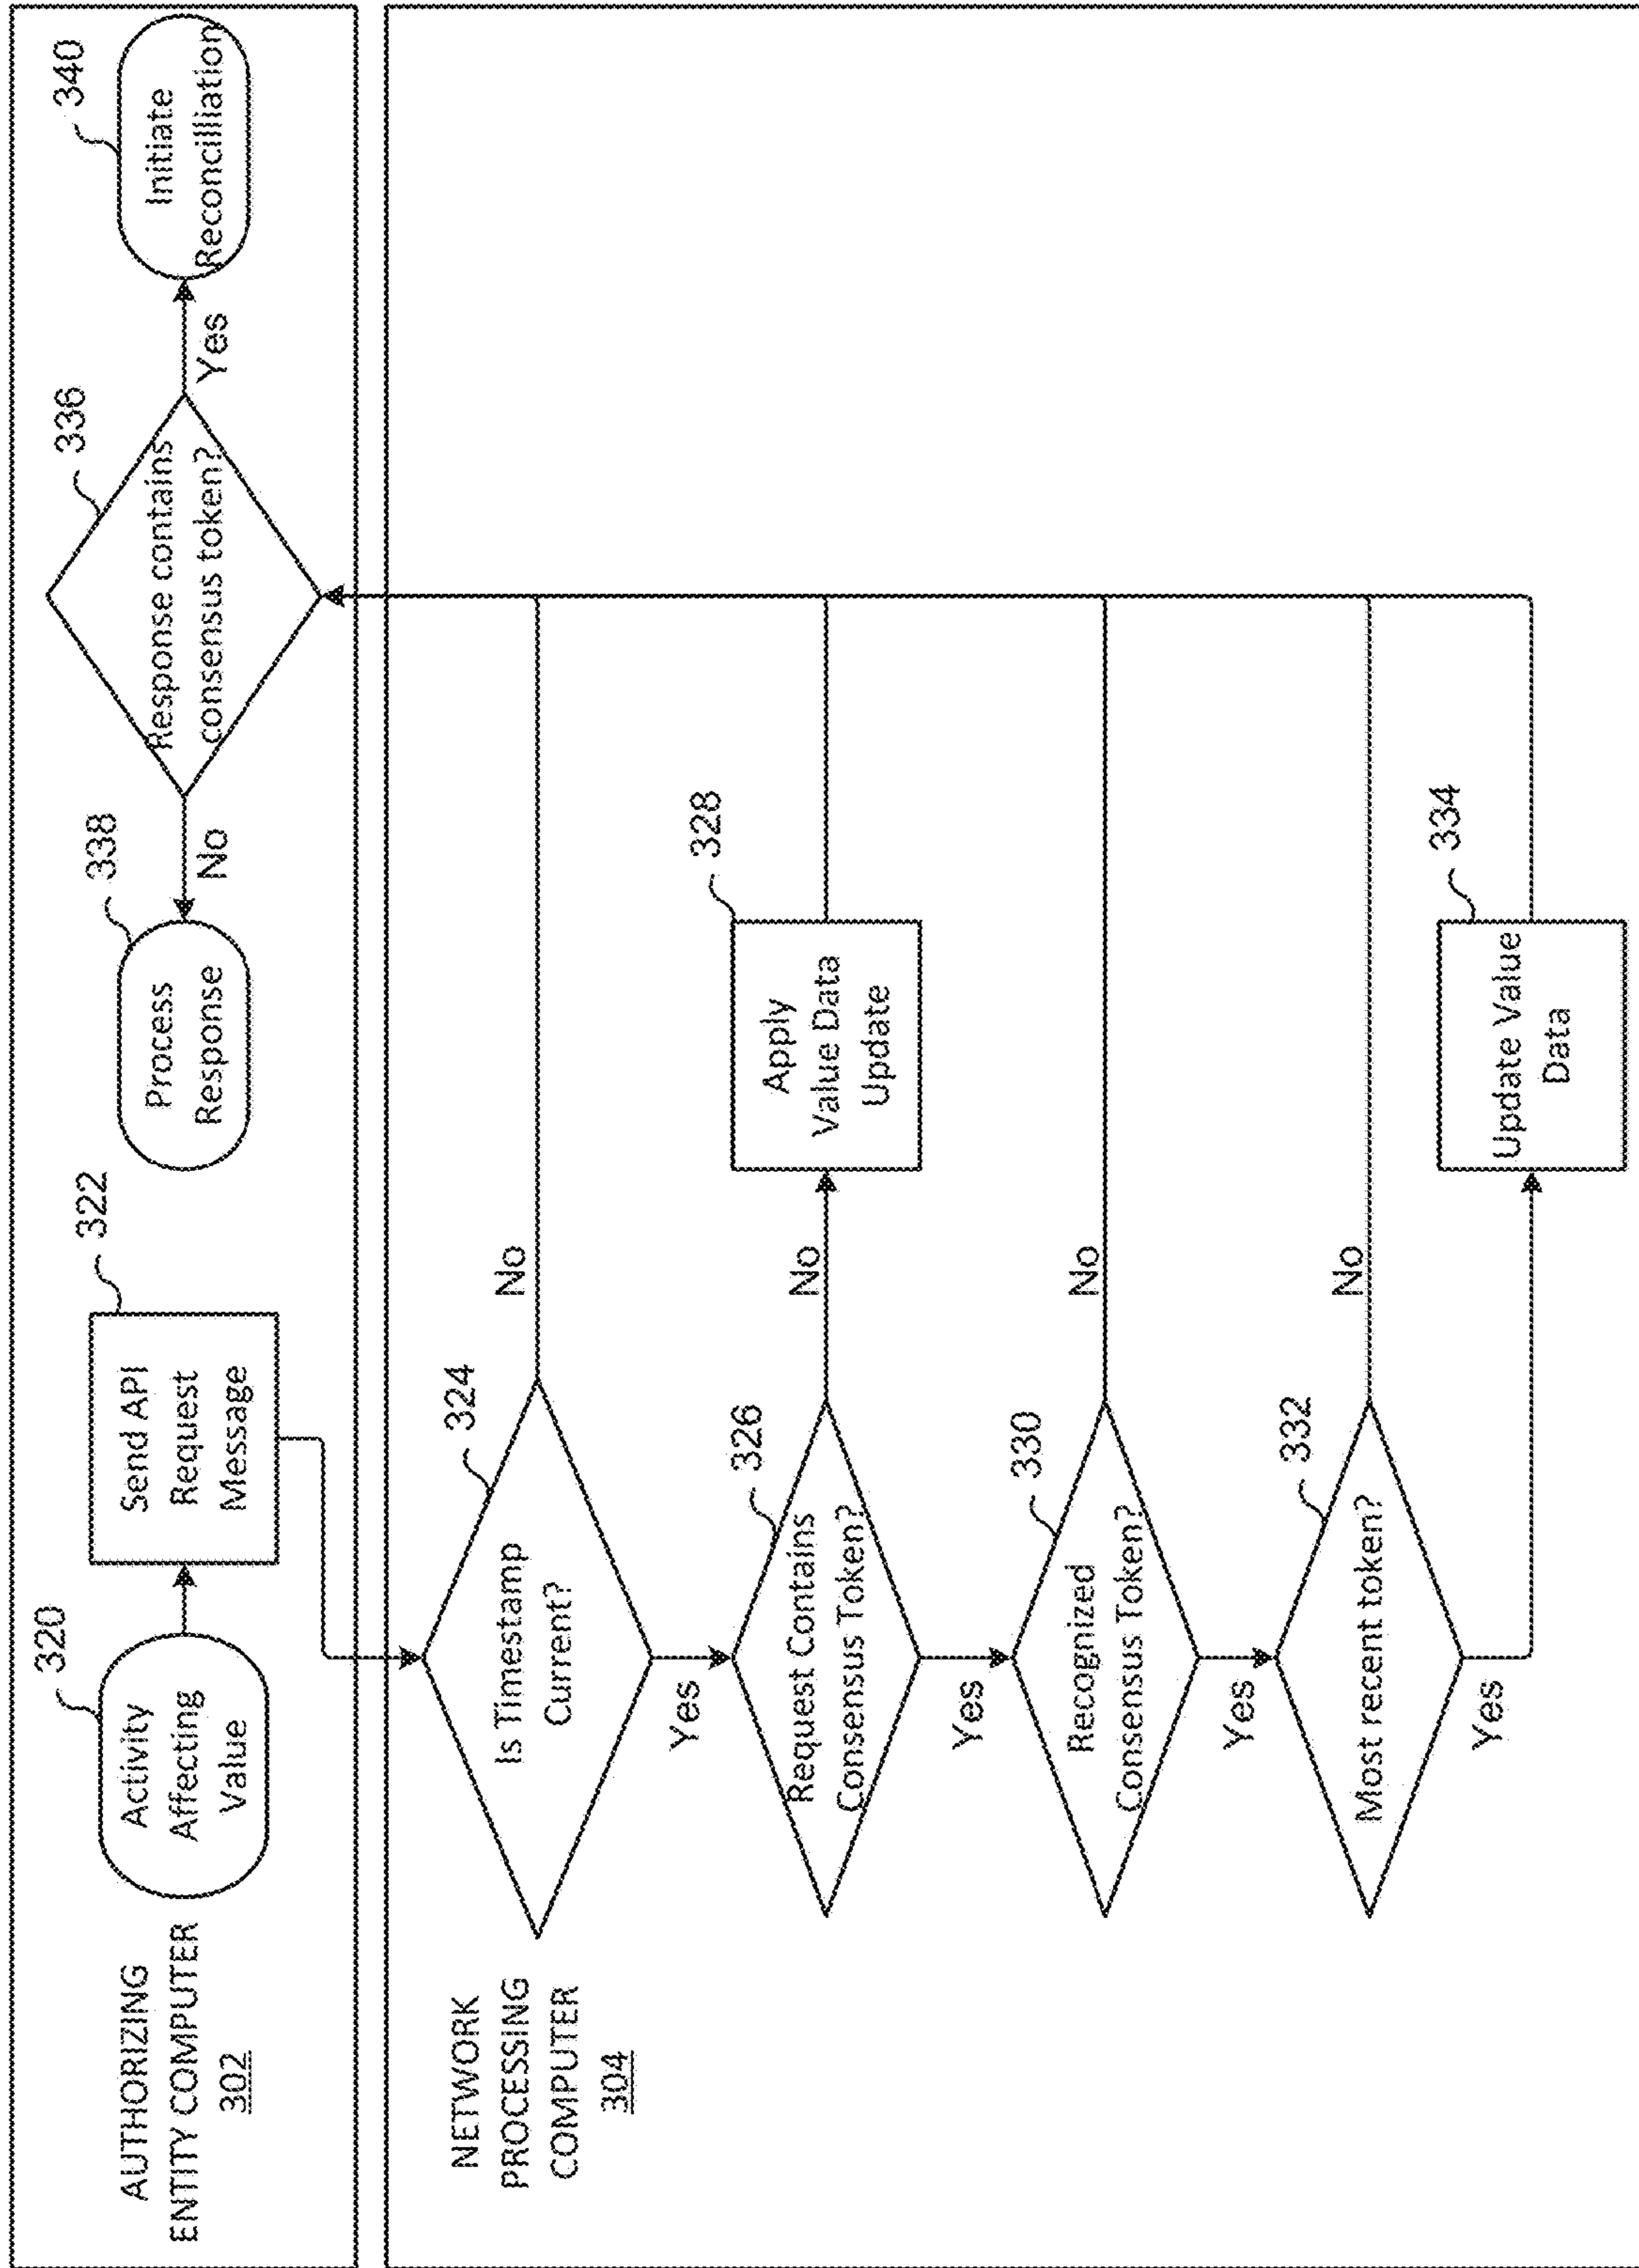 AUTHORIZING
ENTITY COMPUTER
302
320
Activity
Affecting
Value
322
Send API
Request
Message
338
Process
Response
No
336
Response contains
consensus token?
Yes
340
Initiate
Reconcilliation
NETWORK
PROCESSING
COMPUTER
304
324
Is Timestamp
Current?
No
Yes
326
Request Contains
Consensus Token?
No
328
Apply
Value Data
Update
Yes
330
Recognized
Consensus Token?
No
Yes
332
Most recent token?
No
Yes
334
Update Value
Data